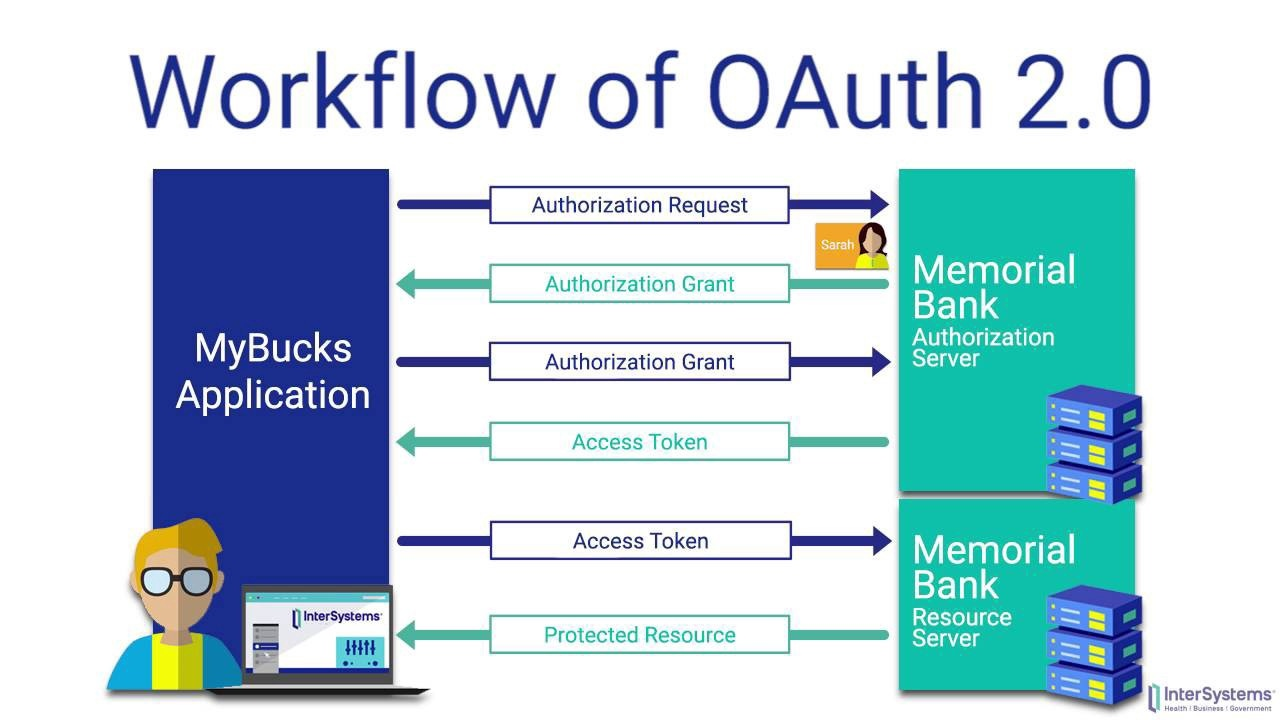 Workflow of OAuth 2.0
MyBucks
Application
Authorization Request
Sarah
Authorization Grant
Authorization Grant
Access Token
Access Token
Protected Resource
Memorial
Bank
Authorization
Server
Memorial
Bank
Resource
Server
InterSystems
InterSystems
Health | Business | Government